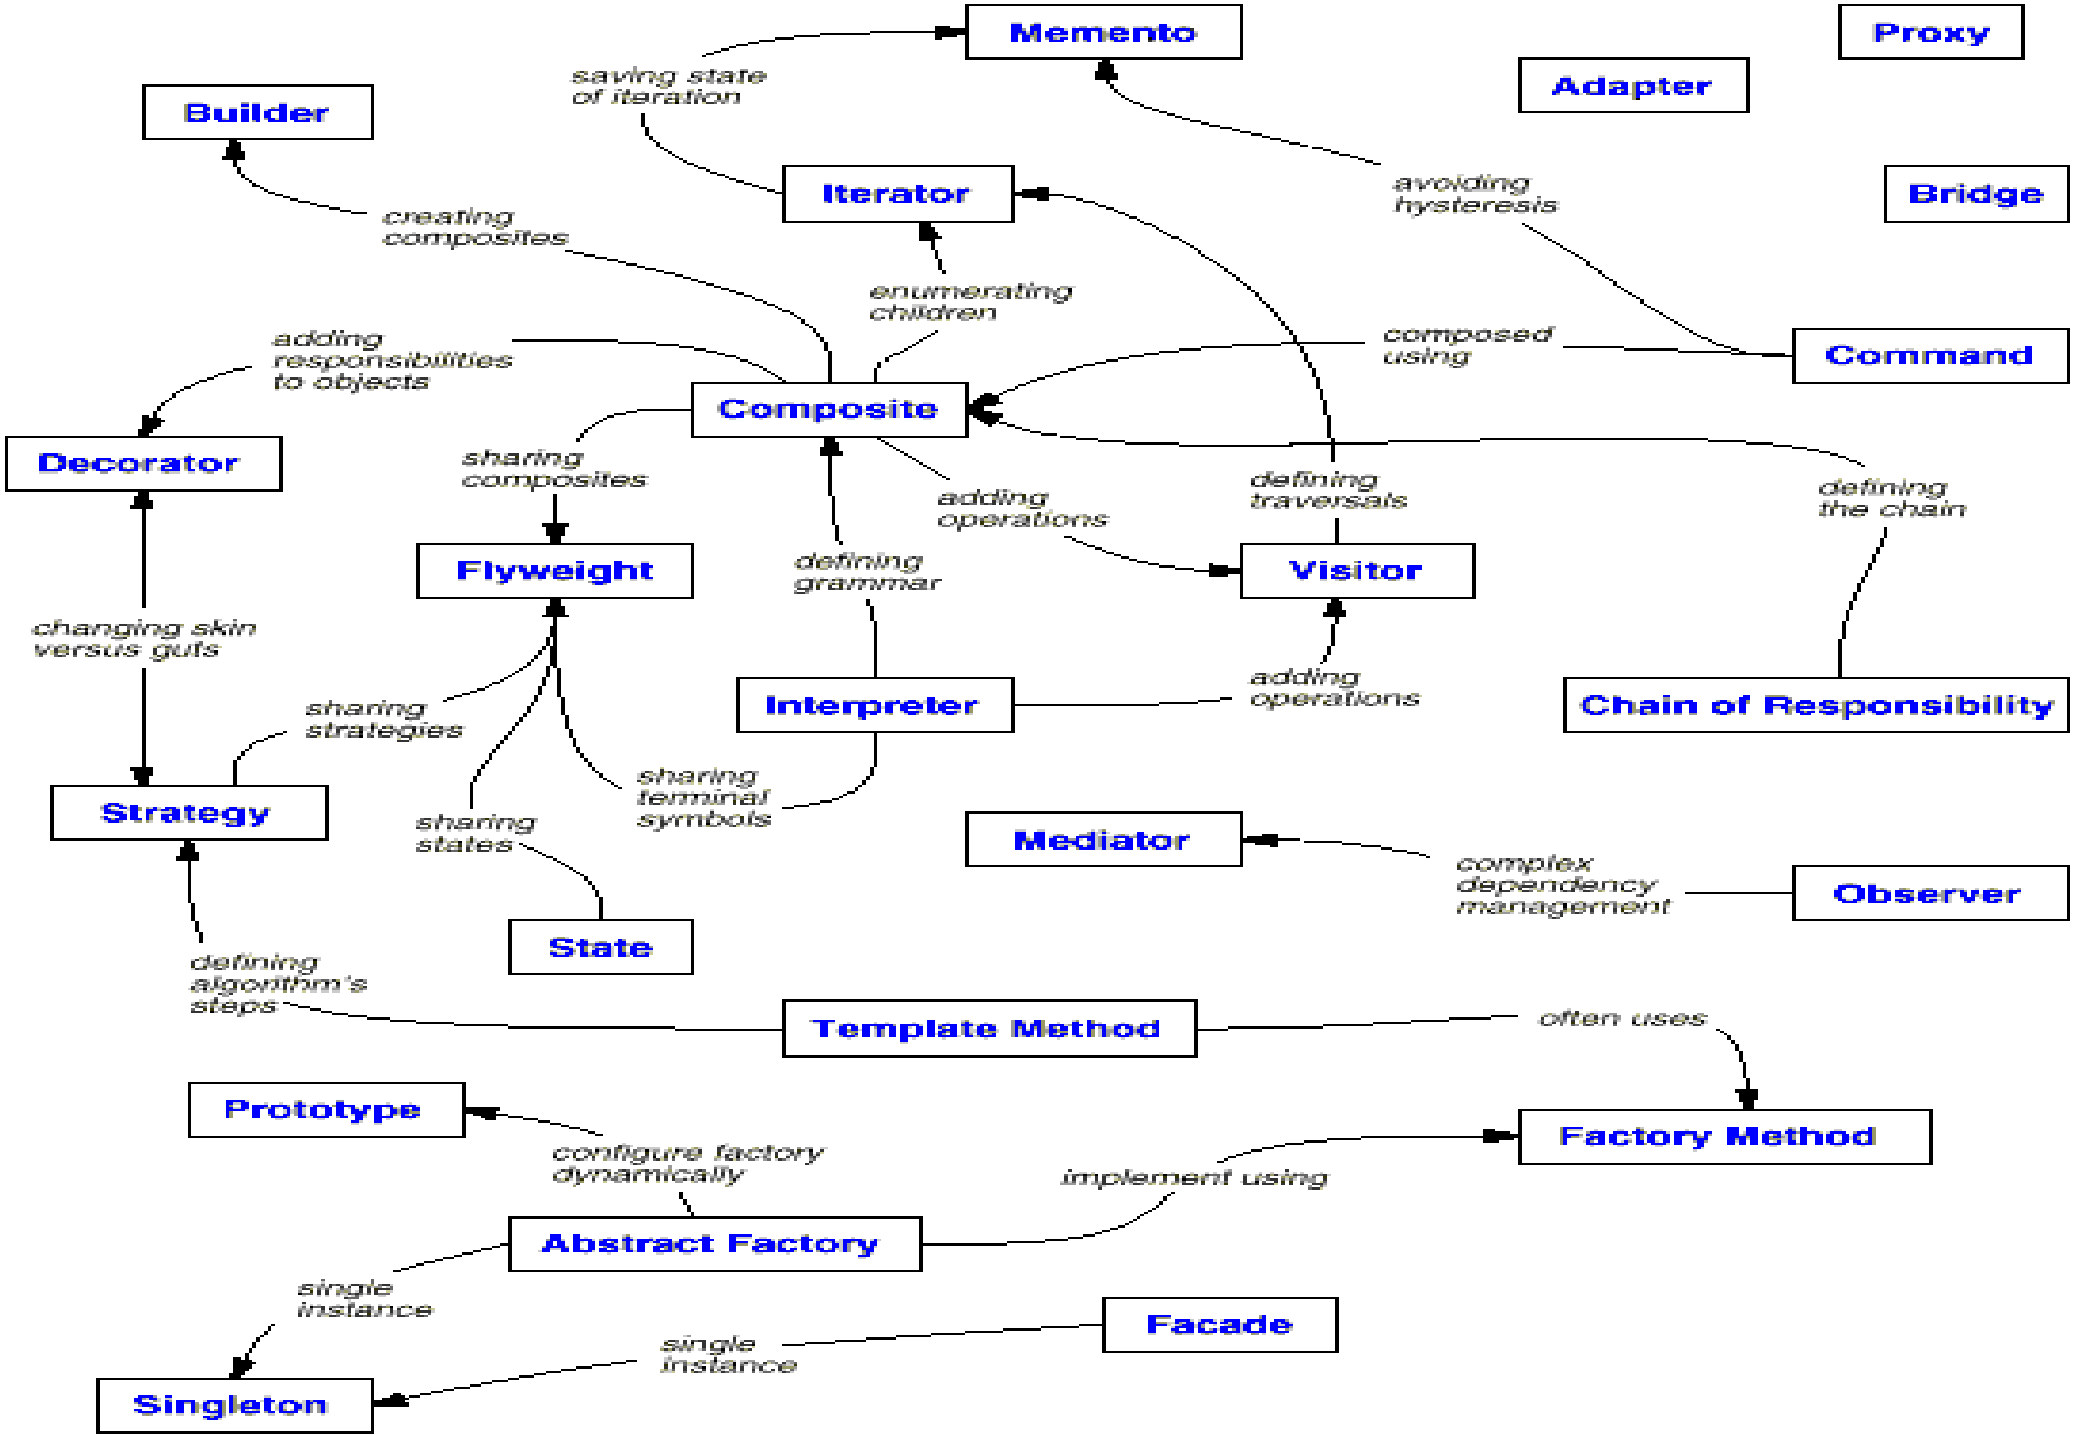 Memento
Proxy
Adapter
saving state
of iteration
Builder
Iterator
avoiding
hysteresis
Bridge
creating
composites
enumerating
children
adding
responsibilities
to objects
composed
using
Command
Composite
Decorator
sharing
composites
adding
operations
defining
traversals
defining
the chain
Flyweight
defining
grammar
Visitor
changing skin
versus guts
sharing
strategies
Interpreter
adding
operations
Chain of Responsibility
sharing
terminal
symbols
Strategy
sharing
states
Mediator
complex
dependency
management
Observer
State
defining
algorithm's
steps
Template Method
often uses
Prototype
Factory Method
configure factory
dynamically
implement using
Abstract Factory
single
instance
Facade
single
instance
Singleton